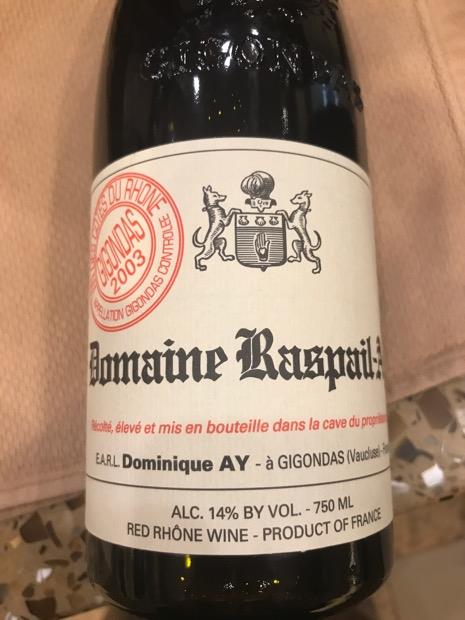 GIGONDAS
CÔTES DU RHÔNE
GIGONDAS
2003
APPELLATION GIGONDAS CONTRÔLÉE
Domaine Raspail-
Récolté, élevé et mis en bouteille dans la cave du
E.A.R.L. Dominique AY - à GIGONDAS (Vaucluse) -
ALC. 14% BY VOL. - 750 ML
RED RHÔNE WINE - PRODUCT OF FRANCE